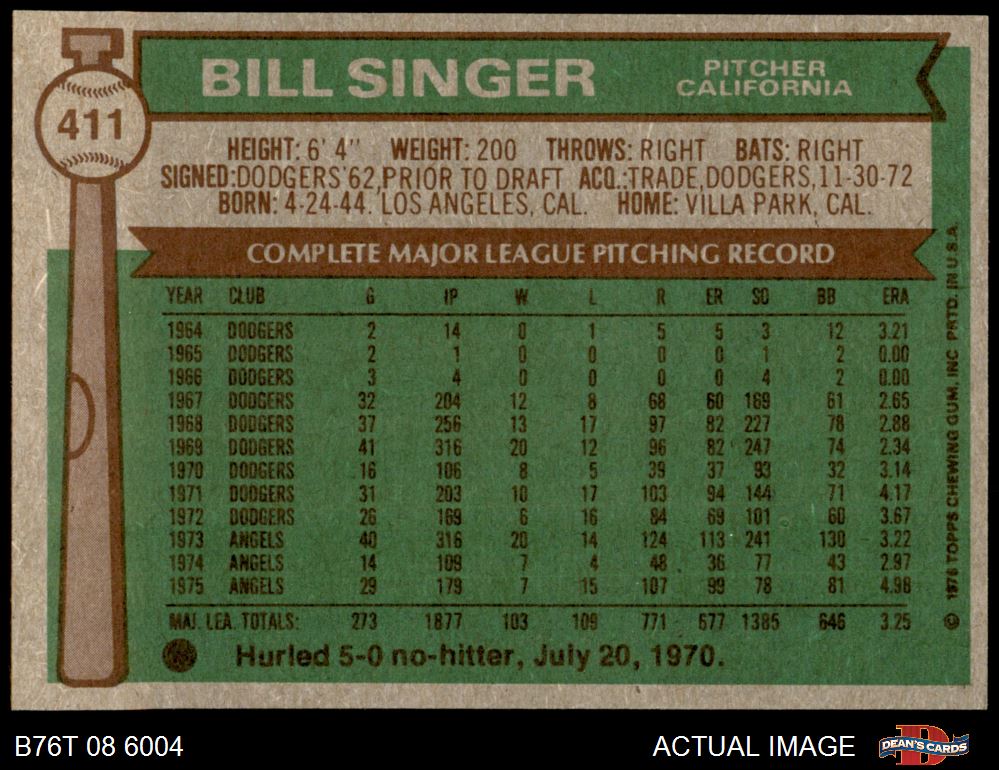 BILL SINGER
PITCHER
CALIFORNIA
411
HEIGHT: 6' 4" WEIGHT: 200 THROWS: RIGHT BATS: RIGHT
SIGNED:DODGERS'62,PRIOR TO DRAFT ACQ.:TRADE,DODGERS,11-30-72
BORN: 4-24-44. LOS ANGELES, CAL. HOME: VILLA PARK, CAL.
COMPLETE MAJOR LEAGUE PITCHING RECORD
YEAR CLUB G IP W L R ER SO BB ERA
1964 DODGERS 2 14 0 1 5 5 3 12 3.21
1965 DODGERS 2 1 0 0 0 0 1 2 0.00
1966 DODGERS 3 4 0 0 0 0 4 2 0.00
1967 DODGERS 32 204 12 8 68 60 169 61 2.65
1968 DODGERS 37 256 13 17 97 82 227 78 2.88
1969 DODGERS 41 316 20 12 96 82 247 74 2.34
1970 DODGERS 16 106 8 5 39 37 93 32 3.14
1971 DODGERS 31 203 10 17 103 94 144 71 4.17
1972 DODGERS 26 169 6 16 84 69 101 60 3.67
1973 ANGELS 40 316 20 14 124 113 241 130 3.22
1974 ANGELS 14 109 7 4 48 36 77 43 2.97
1975 ANGELS 29 179 7 15 107 99 78 81 4.98
MAJ. LEA. TOTALS: 273 1877 103 109 771 677 1385 646 3.25
Hurled 5-0 no-hitter, July 20, 1970.
© 1976 TOPPS CHEWING GUM, INC PRTD. IN U.S.A.
B76T 08 6004
ACTUAL IMAGE
D
DEAN'S CARDS